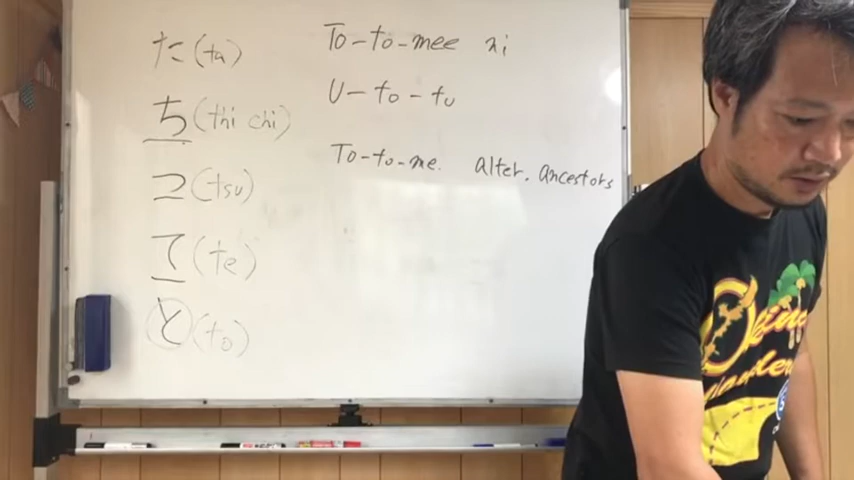 た(ta)
ち(thi chi)
つ(tsu)
て(te)
と(to)
To-to-mee ni
U-to-tu
To-to-me. alter. ancestors